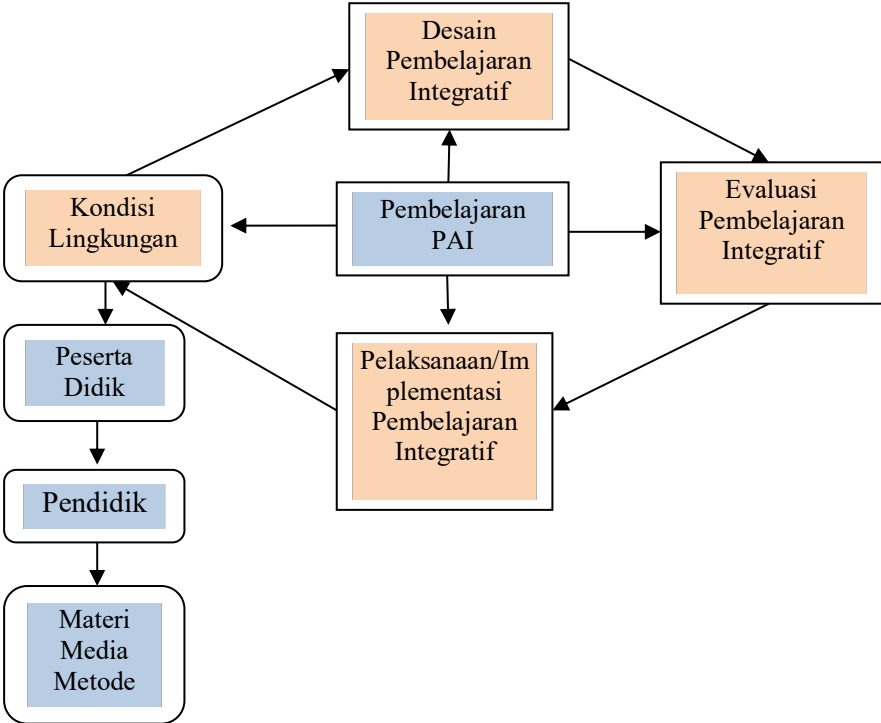 Desain
Pembelajaran
Integratif
Kondisi
Lingkungan
Pembelajaran
PAI
Evaluasi
Pembelajaran
Integratif
Peserta
Didik
Pelaksanaan/Im
plementasi
Pembelajaran
Integratif
Pendidik
Materi
Media
Metode